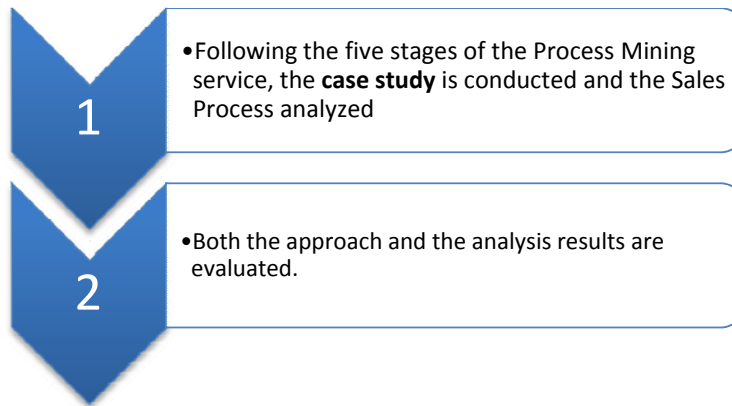 1
•Following the five stages of the Process Mining
service, the case study is conducted and the Sales
Process analyzed
2
•Both the approach and the analysis results are
evaluated.